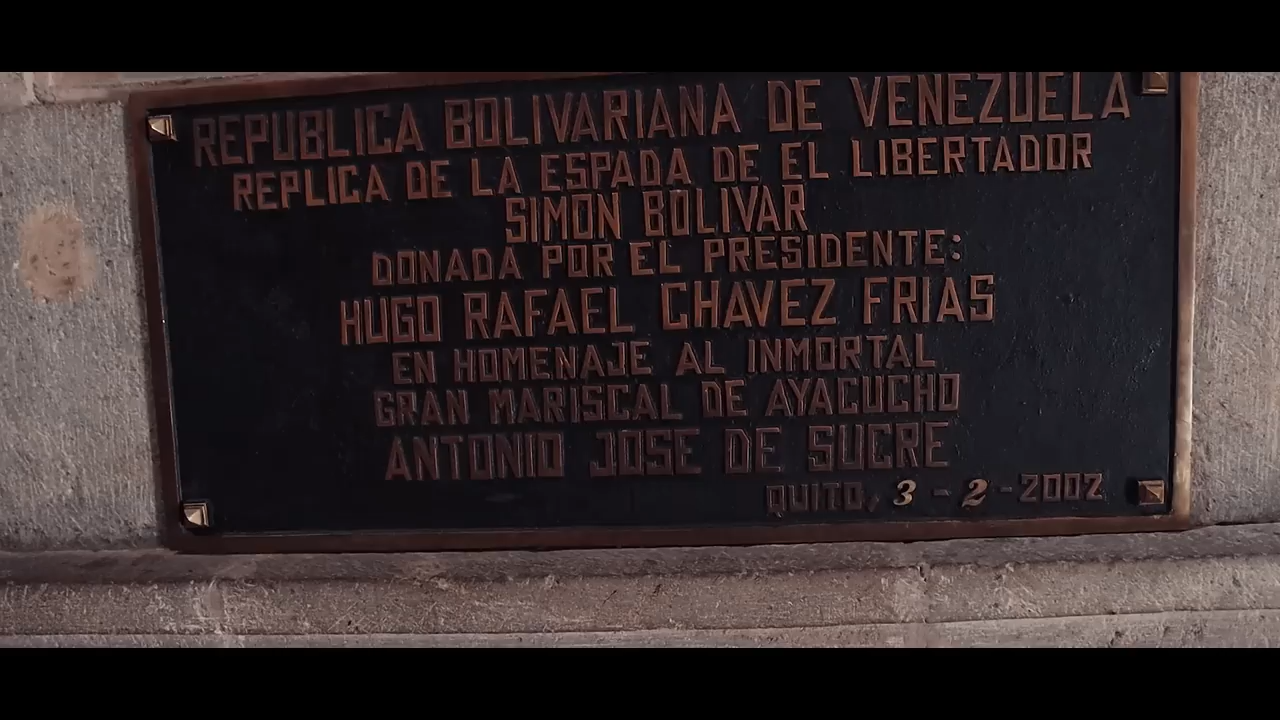 REPUBLICA BOLIVARIANA DE VENEZUELA
REPLICA DE LA ESPADA DE EL LIBERTADOR
SIMON BOLIVAR
DONADA POR EL PRESIDENTE:
HUGO RAFAEL CHAVEZ FRIAS
EN HOMENAJE AL INMORTAL
GRAN MARISCAL DE AYACUCHO
ANTONIO JOSE DE SUCRE
QUITO, 3-2-2002